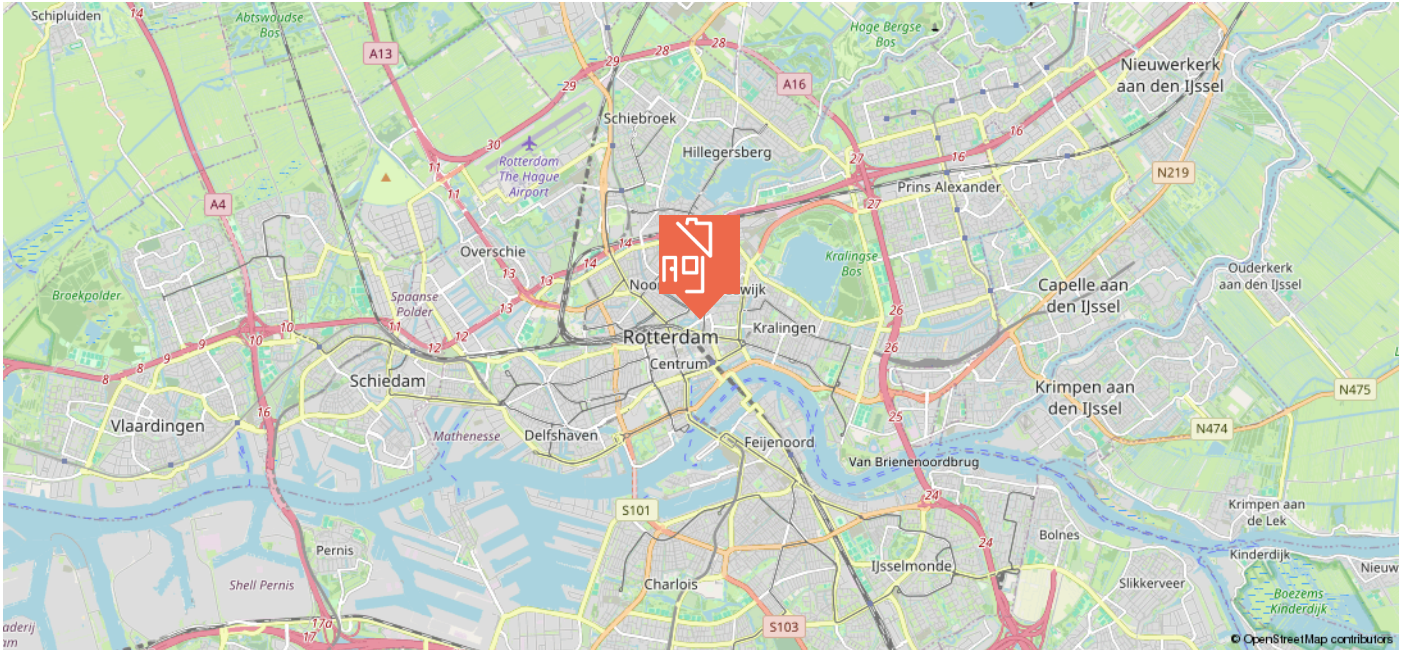 Schipluiden
14
Abtswoudse
Bos
A13
28
28
29
29
Hoge Bergse
Bos
A16
Nieuwerkerk
aan den IJssel
Schiebroek
30
Rotterdam
The Hague
Airport
11
11
Hillegersberg
27
27
16
16
Prins Alexander
N219
A4
Overschie
14
14
13
13
13
Kralingse
Bos
Ouderkerk
aan den IJssel
Broekpolder
Spaanse
Polder
Noo
wijk
Capelle aan
den IJssel
10
10
11
12
12
9
9
8
8
Rotterdam
Centrum
Kralingen
26
26
Schiedam
Krimpen aan
den IJssel
N475
16
25
Vlaardingen
Mathenesse
Delfshaven
Feijenoord
N474
Van Brienenoordbrug
24
24
S101
Krimpen aan
de Lek
Pernis
Bolnes
Kinderdijk
Shell Pernis
Charlois
IJsselmonde
Slikkerveer
Nieuw
Boezems
Kinderdijk
17a
17
S103
aderij
am
© OpenStreetMap contributors